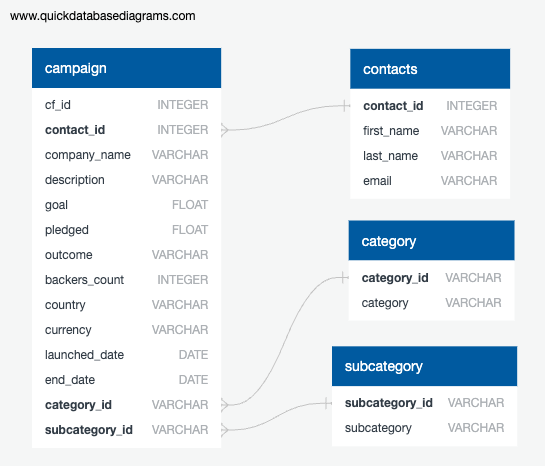 www.quickdatabasediagrams.com
campaign
cf_id INTEGER
contact_id INTEGER
company_name VARCHAR
description VARCHAR
goal FLOAT
pledged FLOAT
outcome VARCHAR
backers_count INTEGER
country VARCHAR
currency VARCHAR
launched_date DATE
end_date DATE
category_id VARCHAR
subcategory_id VARCHAR
contacts
contact_id INTEGER
first_name VARCHAR
last_name VARCHAR
email VARCHAR
category
category_id VARCHAR
category VARCHAR
subcategory
subcategory_id VARCHAR
subcategory VARCHAR